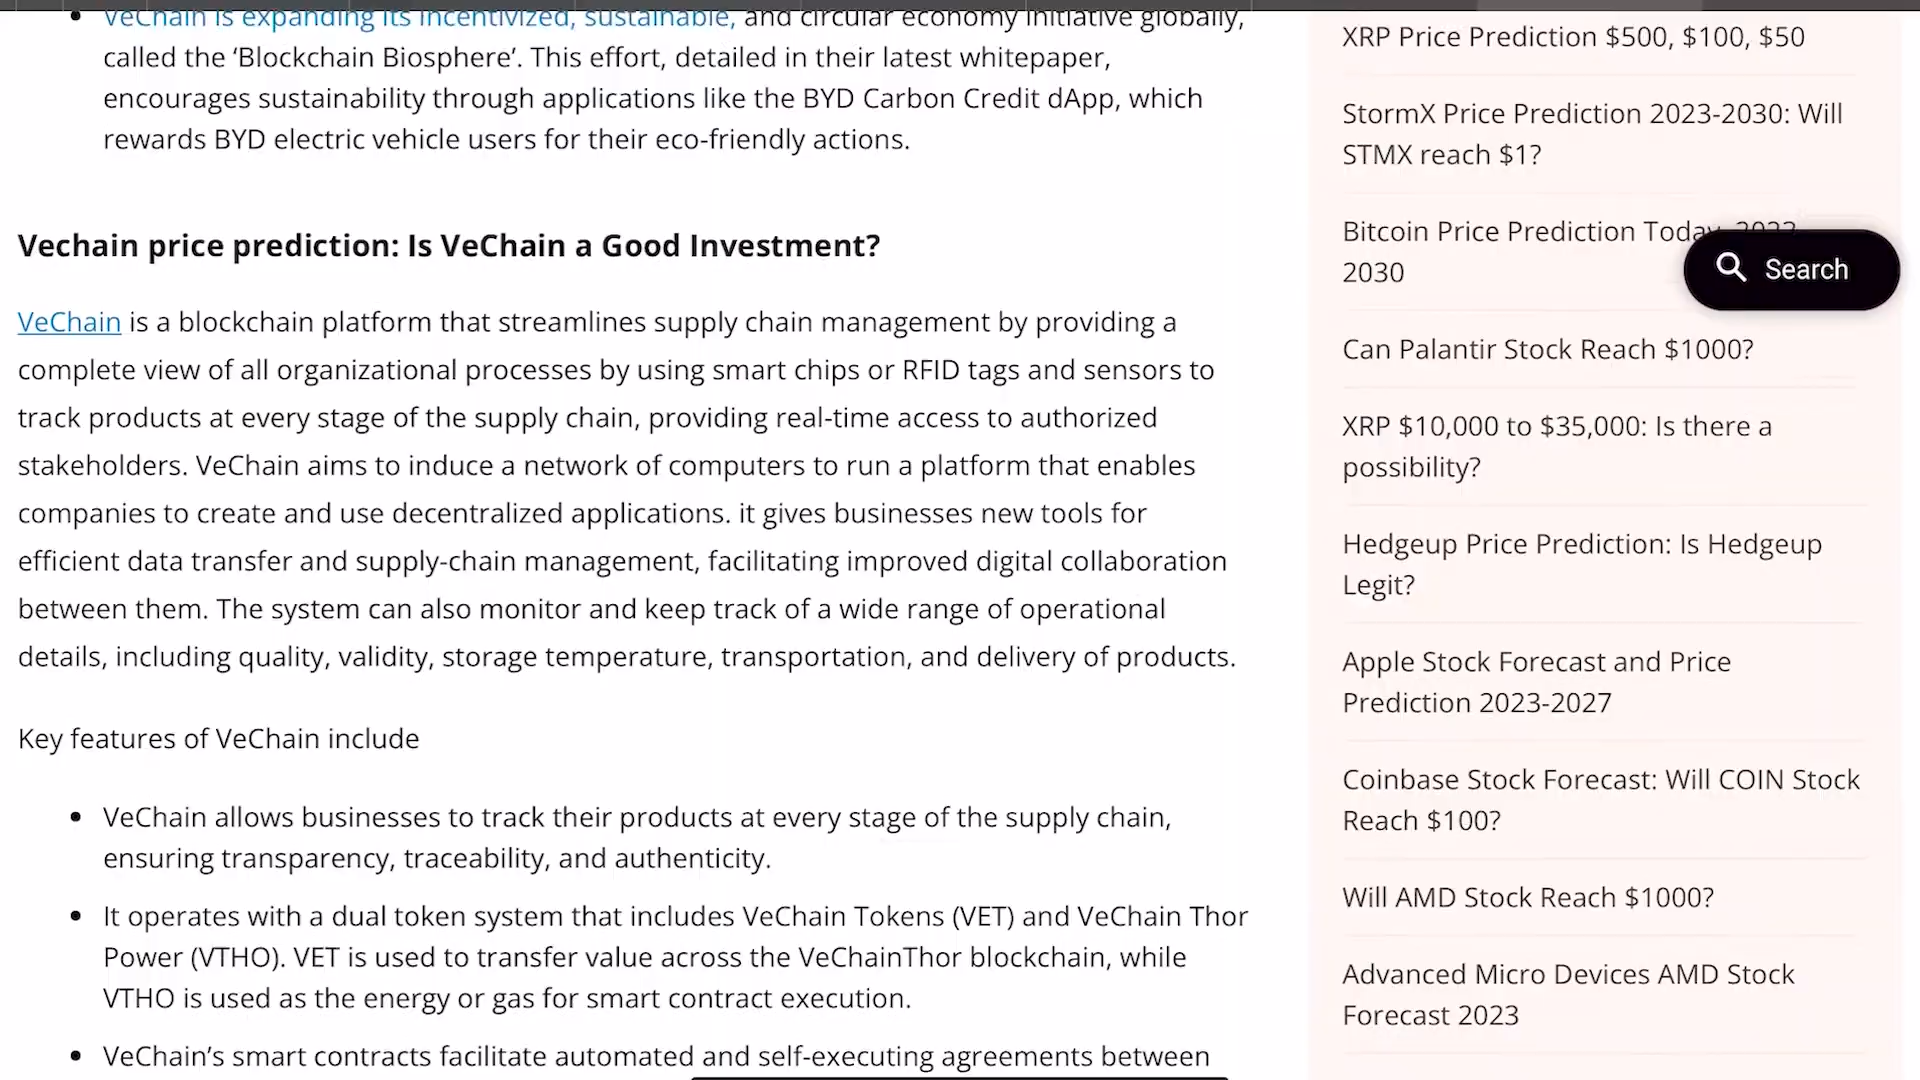 VeChain is expanding its incentivized, sustainable, and circular economy initiative globally,
called the ‘Blockchain Biosphere’. This effort, detailed in their latest whitepaper,
encourages sustainability through applications like the BYD Carbon Credit dApp, which
rewards BYD electric vehicle users for their eco-friendly actions.
Vechain price prediction: Is VeChain a Good Investment?
VeChain is a blockchain platform that streamlines supply chain management by providing a
complete view of all organizational processes by using smart chips or RFID tags and sensors to
track products at every stage of the supply chain, providing real-time access to authorized
stakeholders. VeChain aims to induce a network of computers to run a platform that enables
companies to create and use decentralized applications. it gives businesses new tools for
efficient data transfer and supply-chain management, facilitating improved digital collaboration
between them. The system can also monitor and keep track of a wide range of operational
details, including quality, validity, storage temperature, transportation, and delivery of products.
Key features of VeChain include
• VeChain allows businesses to track their products at every stage of the supply chain,
ensuring transparency, traceability, and authenticity.
• It operates with a dual token system that includes VeChain Tokens (VET) and VeChain Thor
Power (VTHO). VET is used to transfer value across the VeChainThor blockchain, while
VTHO is used as the energy or gas for smart contract execution.
• VeChain’s smart contracts facilitate automated and self-executing agreements between
XRP Price Prediction $500, $100, $50
StormX Price Prediction 2023-2030: Will
STMX reach $1?
Bitcoin Price Prediction Today,
2030
Search
Can Palantir Stock Reach $1000?
XRP $10,000 to $35,000: Is there a
possibility?
Hedgeup Price Prediction: Is Hedgeup
Legit?
Apple Stock Forecast and Price
Prediction 2023-2027
Coinbase Stock Forecast: Will COIN Stock
Reach $100?
Will AMD Stock Reach $1000?
Advanced Micro Devices AMD Stock
Forecast 2023